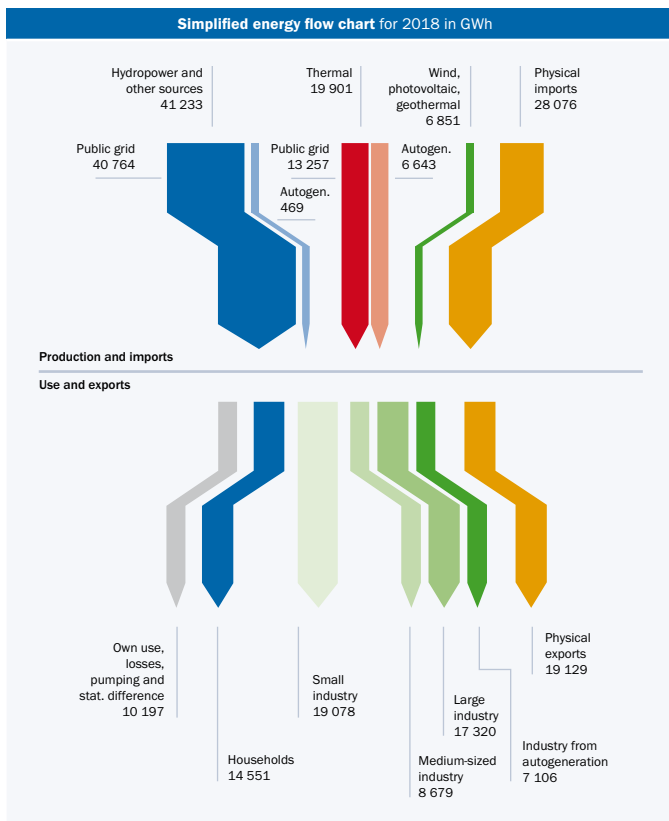 Simplified energy flow chart for 2018 in GWh
Hydropower and
other sources
41 233
Thermal
19 901
Wind,
photovoltaic,
geothermal
6 851
Physical
imports
28 076
Public grid
40 764
Autogen.
469
Public grid
13 257
Autogen.
6 643
Production and imports
Use and exports
Own use,
losses,
pumping and
stat. difference
10 197
Households
14 551
Small
industry
19 078
Medium-sized
industry
8 679
Large
industry
17 320
Industry from
autogeneration
7 106
Physical
exports
19 129